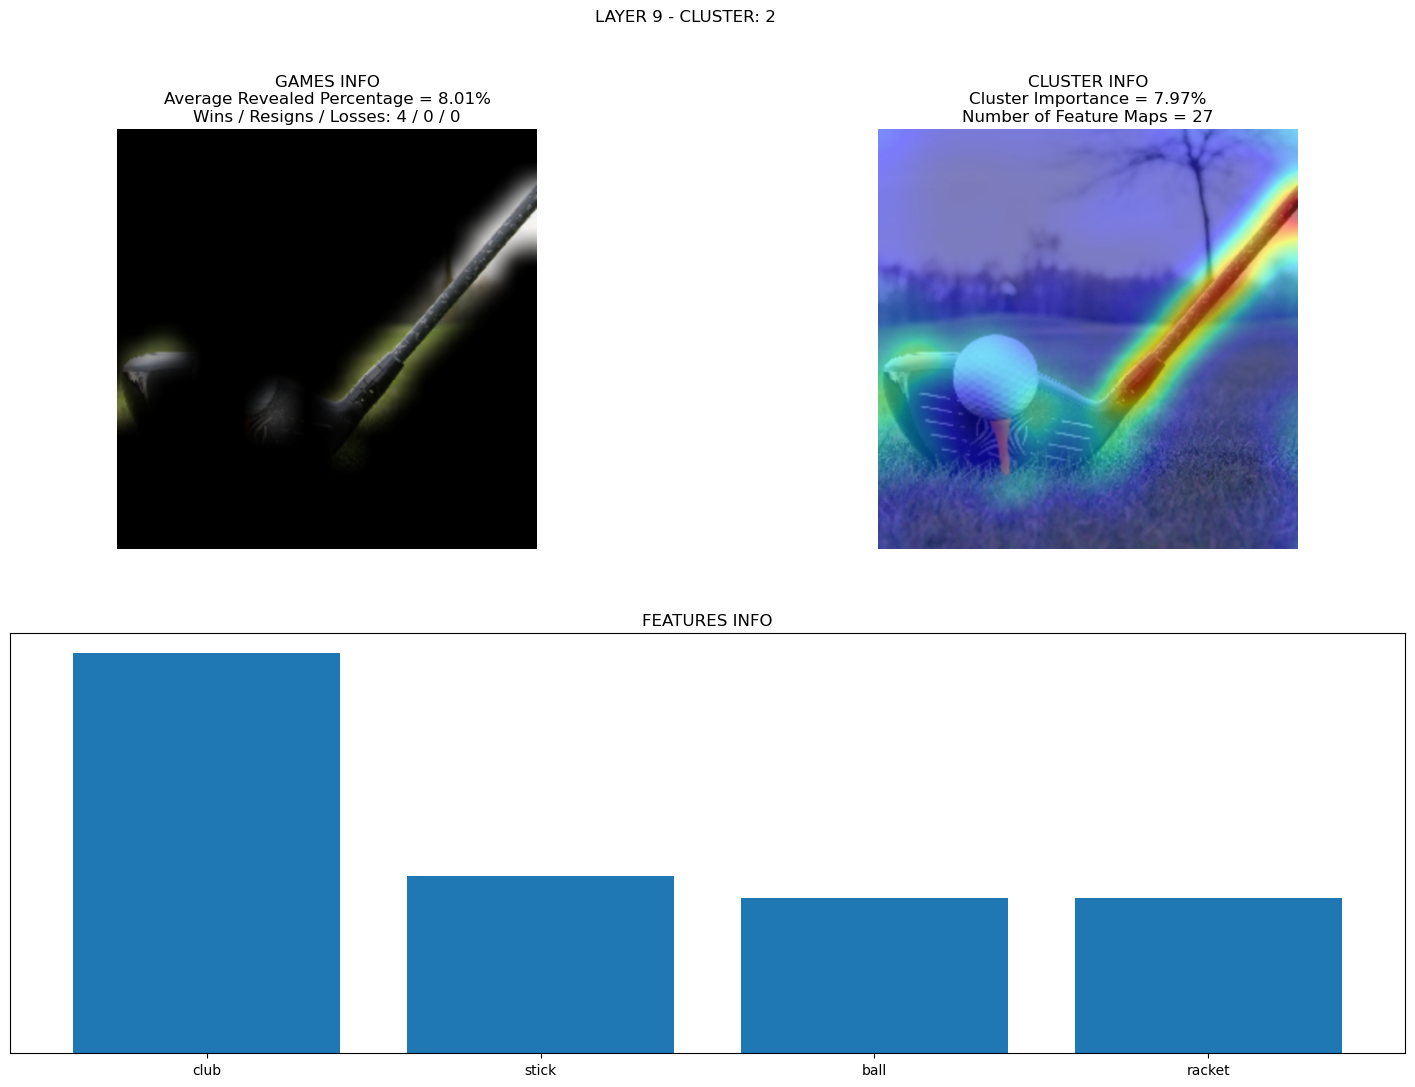 LAYER 9 - CLUSTER: 2
GAMES INFO
Average Revealed Percentage = 8.01%
Wins / Resigns / Losses: 4 / 0 / 0
CLUSTER INFO
Cluster Importance = 7.97%
Number of Feature Maps = 27
FEATURES INFO
club
stick
ball
racket